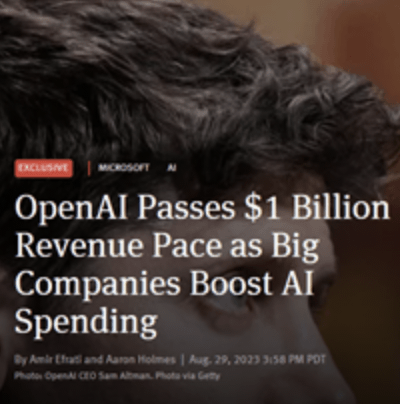 EXCLUSIVE | MICROSOFT AI
OpenAI Passes $1 Billion
Revenue Pace as Big
Companies Boost AI
Spending
By Amir Efrati and Aaron Holmes | Aug. 29, 2023 3:58 PM PDT
Photo: OpenAI CEO Sam Altman. Photo via Getty